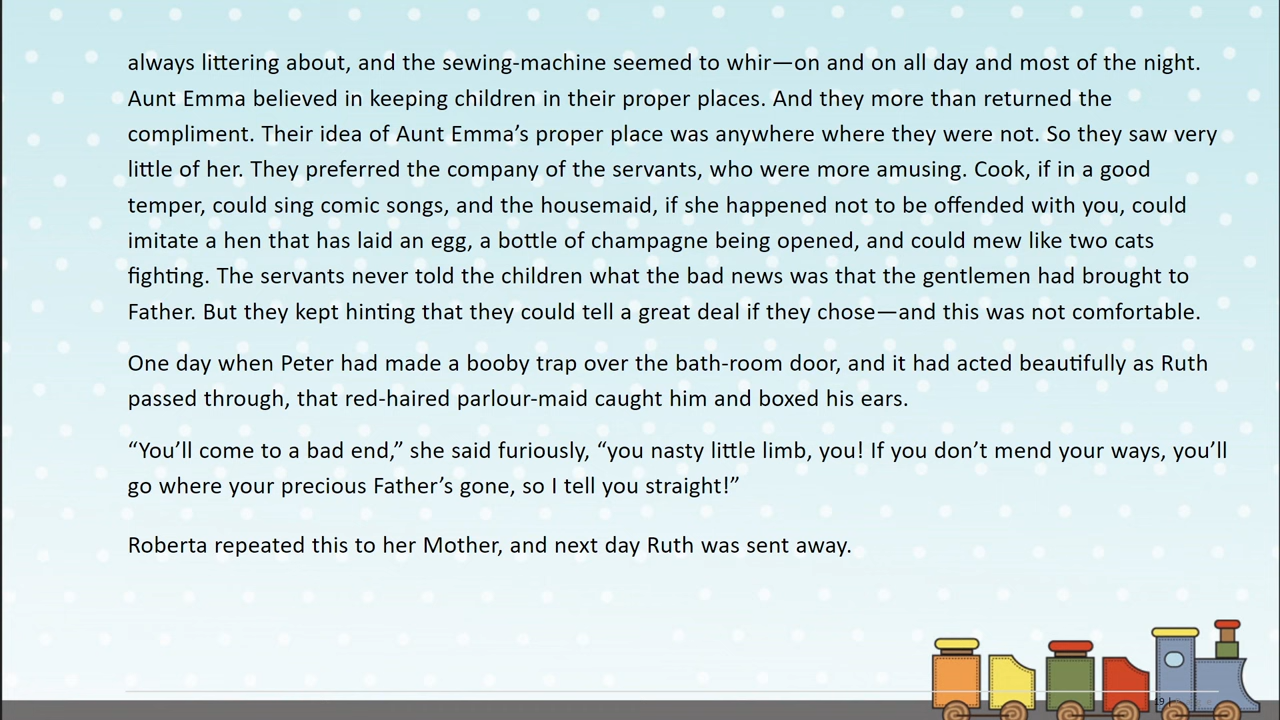 always littering about, and the sewing-machine seemed to whir—on and on all day and most of the night.
Aunt Emma believed in keeping children in their proper places. And they more than returned the
compliment. Their idea of Aunt Emma’s proper place was anywhere where they were not. So they saw very
little of her. They preferred the company of the servants, who were more amusing. Cook, if in a good
temper, could sing comic songs, and the housemaid, if she happened not to be offended with you, could
imitate a hen that has laid an egg, a bottle of champagne being opened, and could mew like two cats
fighting. The servants never told the children what the bad news was that the gentlemen had brought to
Father. But they kept hinting that they could tell a great deal if they chose—and this was not comfortable.
One day when Peter had made a booby trap over the bath-room door, and it had acted beautifully as Ruth
passed through, that red-haired parlour-maid caught him and boxed his ears.
“You’ll come to a bad end,” she said furiously, “you nasty little limb, you! If you don’t mend your ways, you’ll
go where your precious Father’s gone, so I tell you straight!”
Roberta repeated this to her Mother, and next day Ruth was sent away.